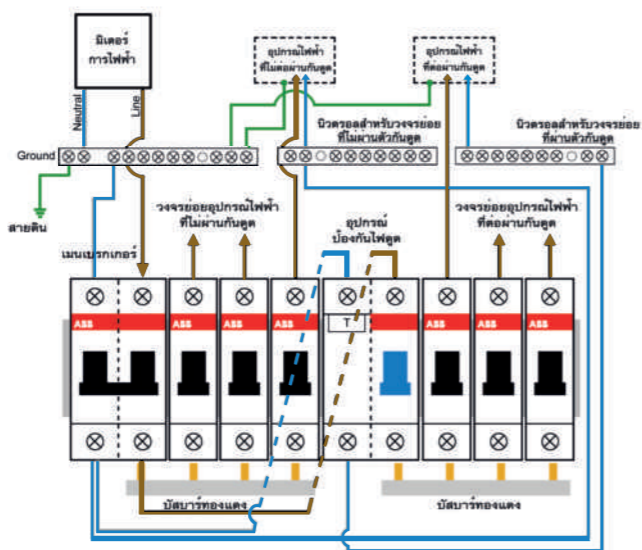 มิเตอร์
การไฟฟ้า
อุปกรณ์ไฟฟ้า
ที่ไม่ต่อผ่านกันดูด
อุปกรณ์ไฟฟ้า
ที่ต่อผ่านกันดูด
Neutral
Line
นิวตรอลสำหรับวงจรย่อย
ที่ไม่ผ่านตัวกันดูด
นิวตรอลสำหรับวงจรย่อย
ที่ผ่านตัวกันดูด
Ground
สายดิน
วงจรย่อยอุปกรณ์ไฟฟ้า
ที่ไม่ผ่านกันดูด
อุปกรณ์
ป้องกันไฟดูด
วงจรย่อยอุปกรณ์ไฟฟ้า
ที่ต่อผ่านกันดูด
เมนเบรกเกอร์
ABB
ABB
ABB
ABB
T
ABB
ABB
ABB
ABB
บัสบาร์ทองแดง
บัสบาร์ทองแดง